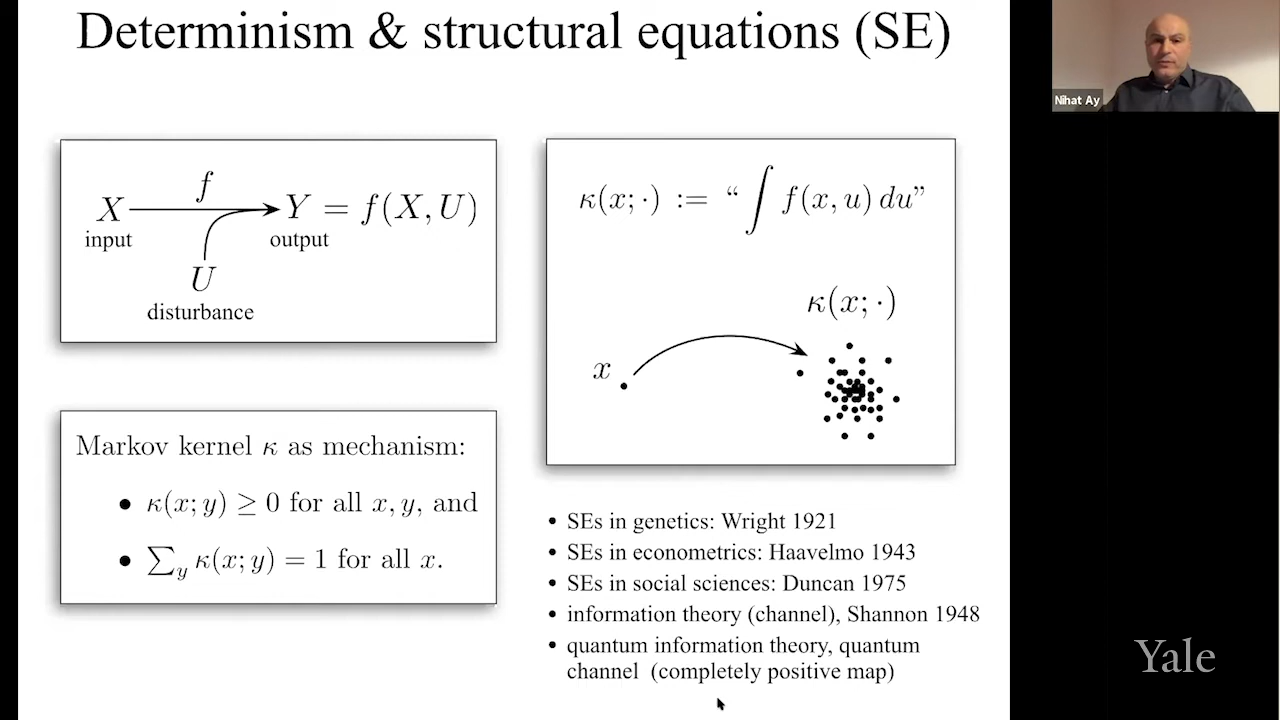 Determinism & structural equations (SE)
f
X → Y = f(X, U)
input output
U
disturbance
Markov kernel κ as mechanism:
• κ(x; y) ≥ 0 for all x, y, and
• ∑_y κ(x; y) = 1 for all x.
κ(x; ·) := “ ∫ f(x, u) du”
κ(x; ·)
x
• SEs in genetics: Wright 1921
• SEs in econometrics: Haavelmo 1943
• SEs in social sciences: Duncan 1975
• information theory (channel), Shannon 1948
• quantum information theory, quantum
channel (completely positive map)
Nihat Ay
Yale